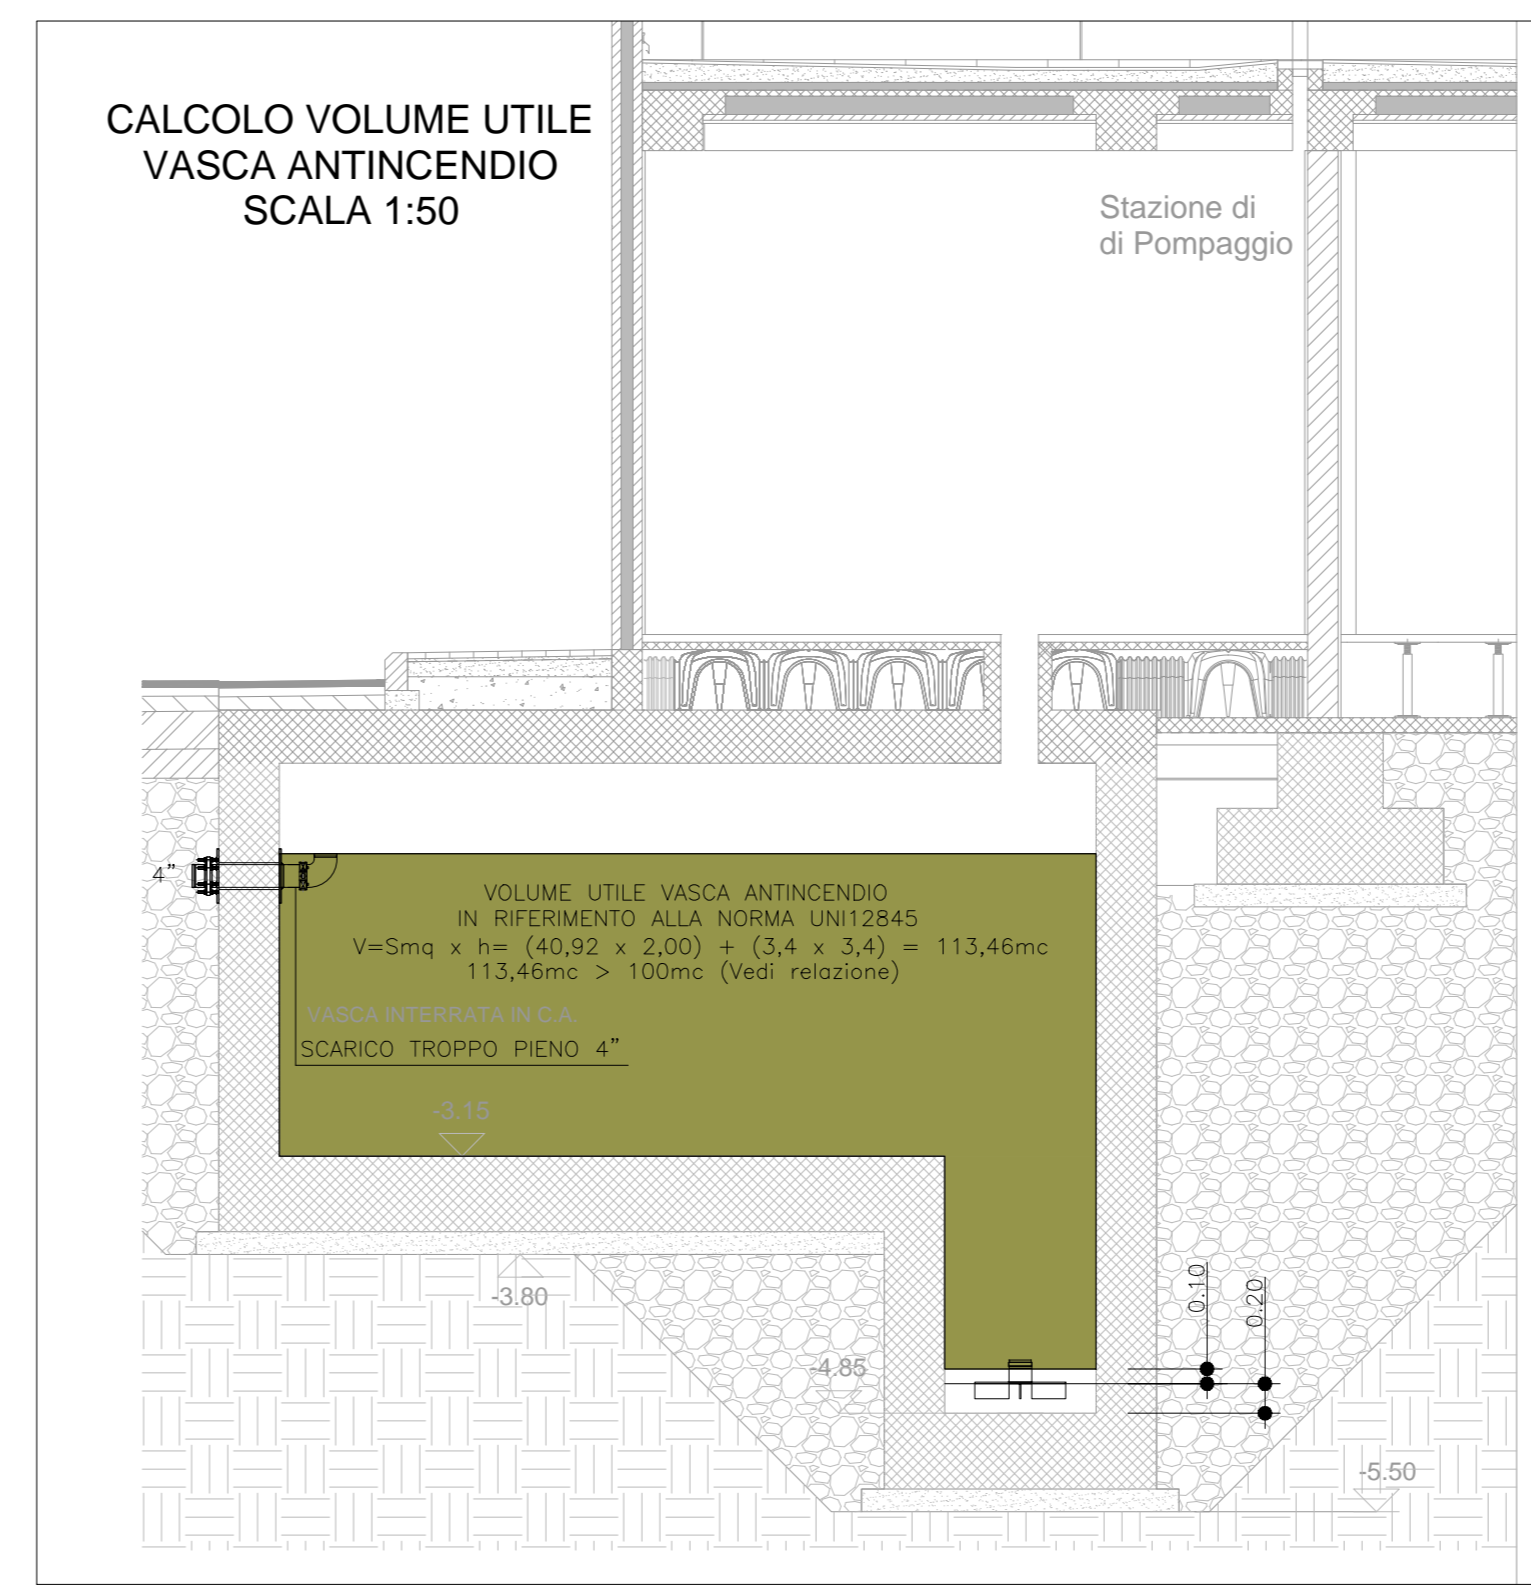 CALCOLO VOLUME UTILE
VASCA ANTINCENDIO
SCALA 1:50
Stazione di
di Pompaggio
4”
VOLUME UTILE VASCA ANTINCENDIO
IN RIFERIMENTO ALLA NORMA UNI12845
V=Smq x h= (40,92 x 2,00) + (3,4 x 3,4) = 113,46mc
113,46mc > 100mc (Vedi relazione)
VASCA INTERRATA IN C.A.
SCARICO TROPPO PIENO 4”
-3.15
-3.80
0.10
0.20
-4.85
-5.50